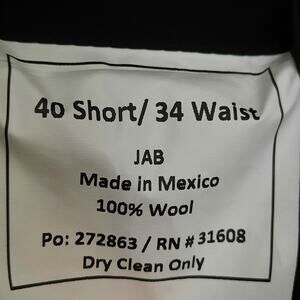 40 Short/ 34 Waist
JAB
Made in Mexico
100% Wool
Po: 272863 / RN # 31608
Dry Clean Only